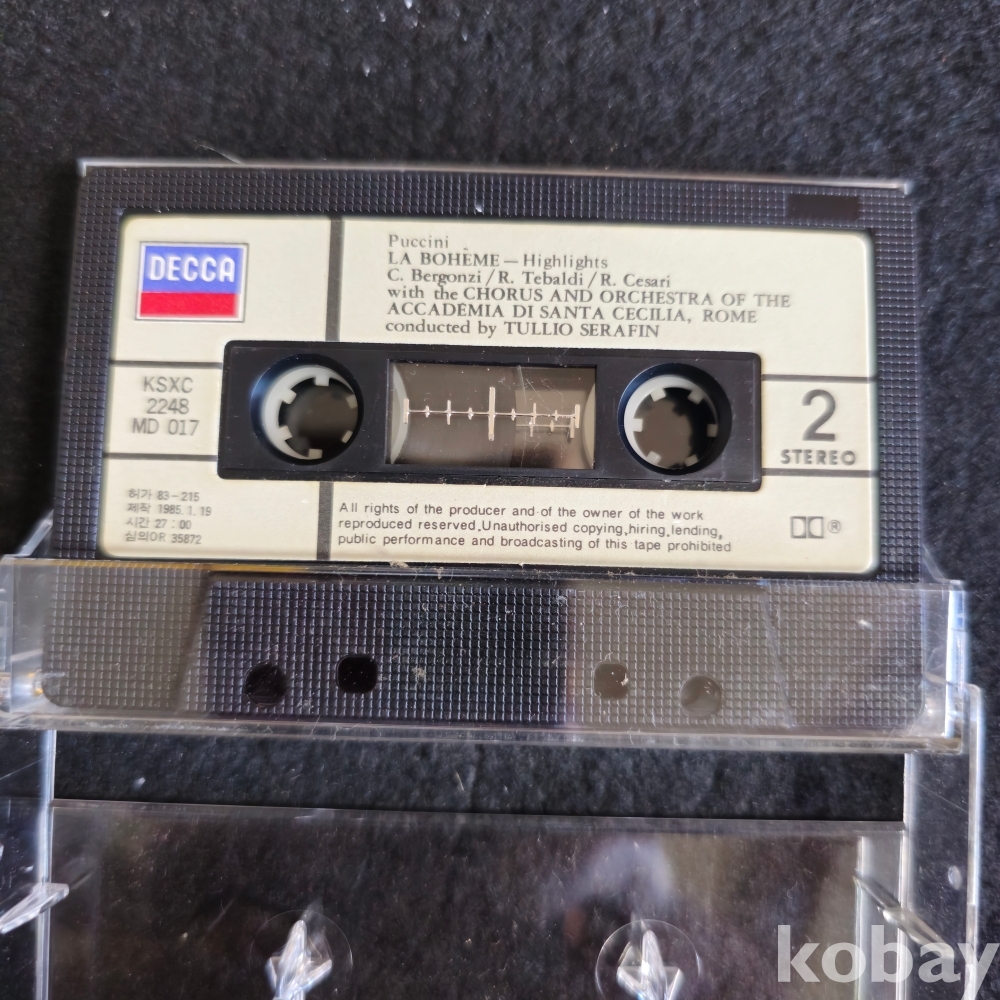 DECCA
Puccini
LA BOHÈME — Highlights
C. Bergonzi / R. Tebaldi / R. Cesari
with the CHORUS AND ORCHESTRA OF THE
ACCADEMIA DI SANTA CECILIA, ROME
conducted by TULLIO SERAFIN
KSXC
2248
MD 017
2
STEREO
허가 83-215
제작 1985.1.19
시간 27 : 00
심의OR 35872
All rights of the producer and of the owner of the work
reproduced reserved,Unauthorised copying,hiring,lending,
public performance and broadcasting of this tape prohibited
®
kobay